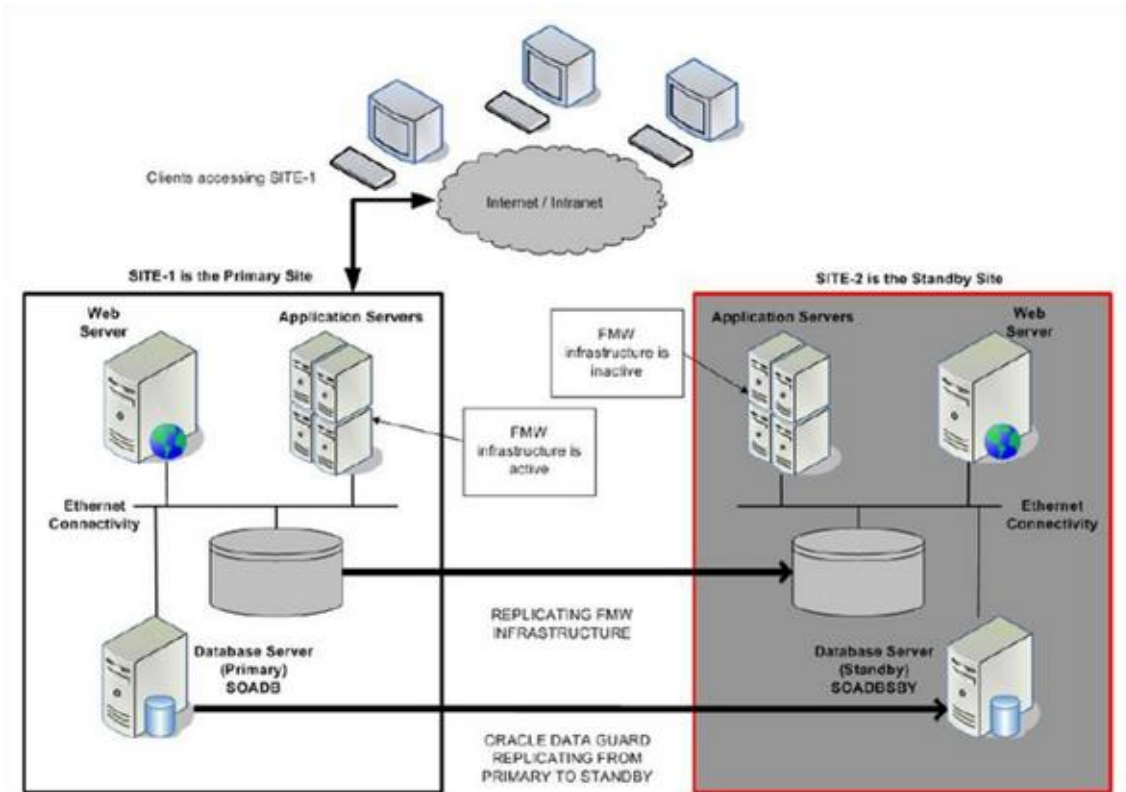 Clients accessing SITE-1
Internet / Intranet
SITE-1 is the Primary Site
Web
Server
Application Servers
FMW
infrastructure is
active
Ethernet
Connectivity
Database Server
(Primary)
SOADB
SITE-2 is the Standby Site
FMW
infrastructure is
inactive
Application Servers
Web
Server
Ethernet
Connectivity
Database Server
(Standby)
SOADBSBY
REPLICATING FMW
INFRASTRUCTURE
ORACLE DATA GUARD
REPLICATING FROM
PRIMARY TO STANDBY